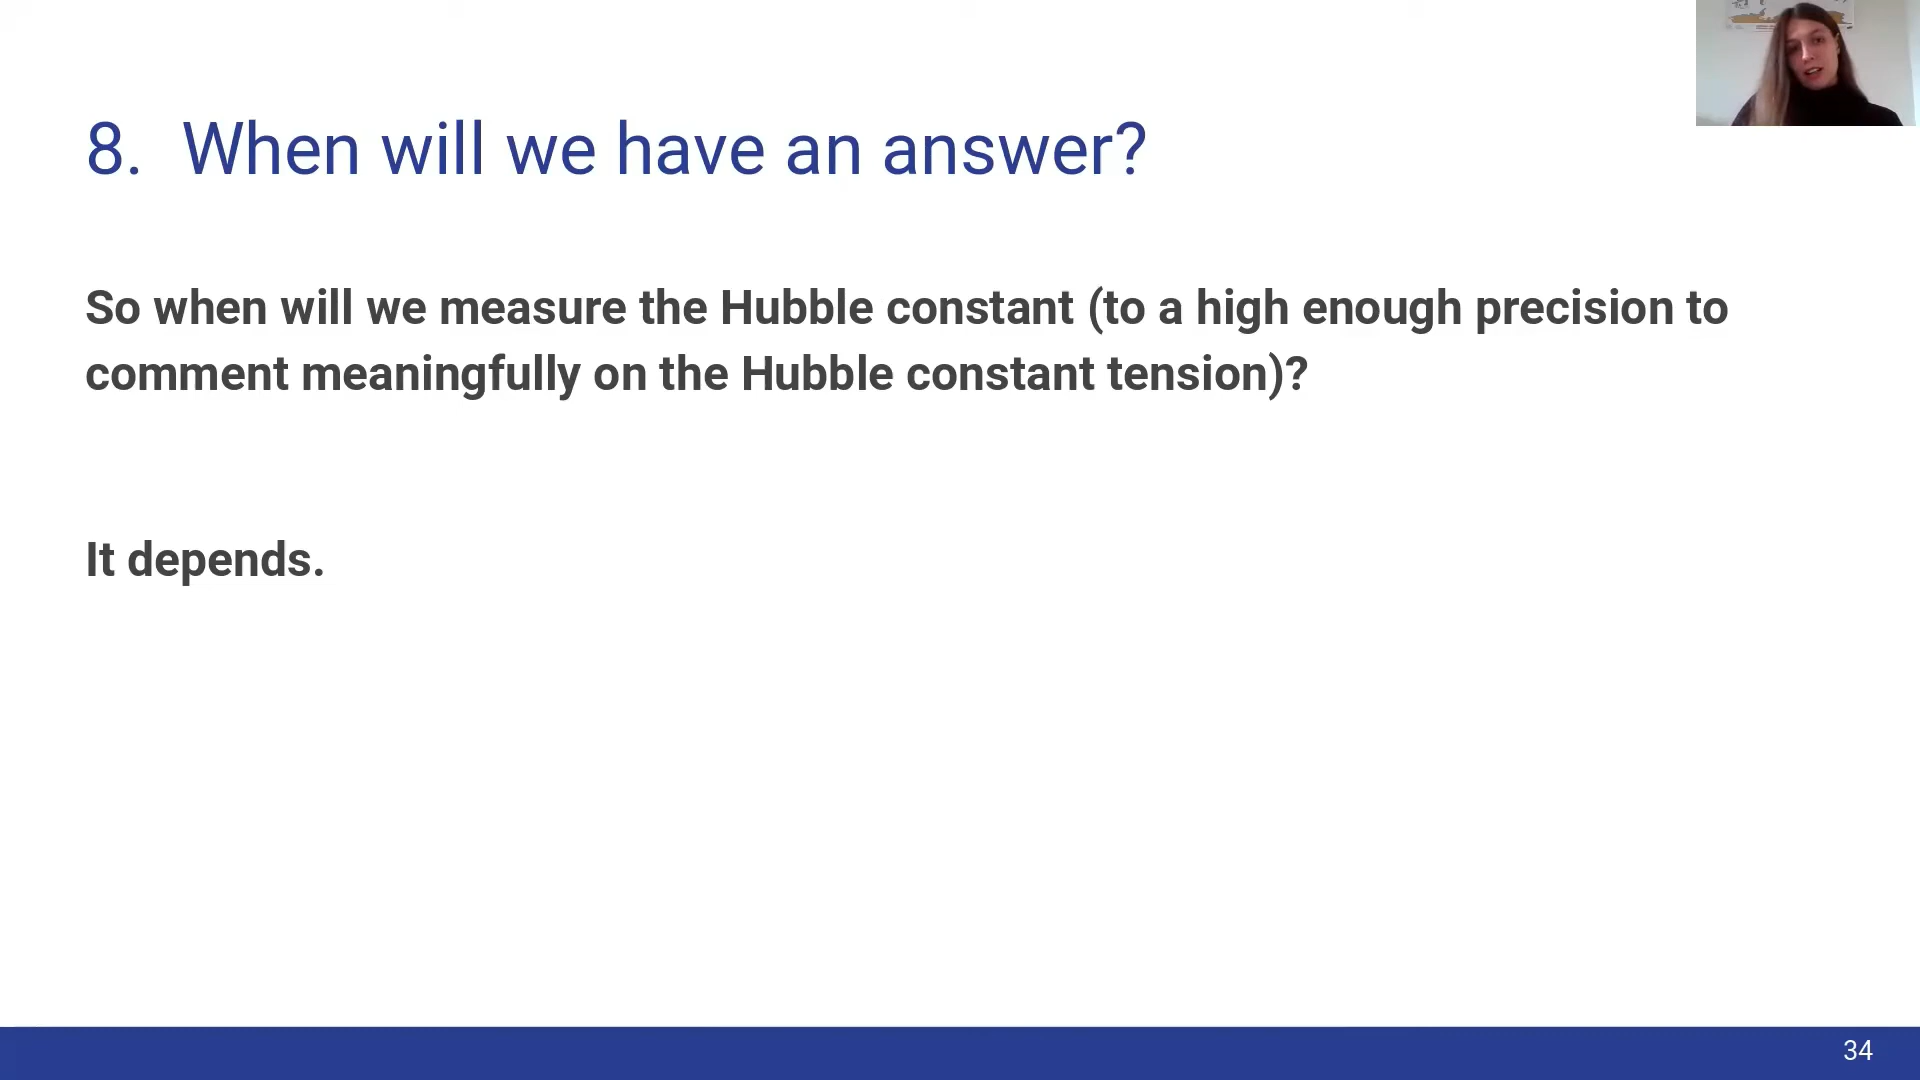 8. When will we have an answer?
So when will we measure the Hubble constant (to a high enough precision to
comment meaningfully on the Hubble constant tension)?
It depends.
34